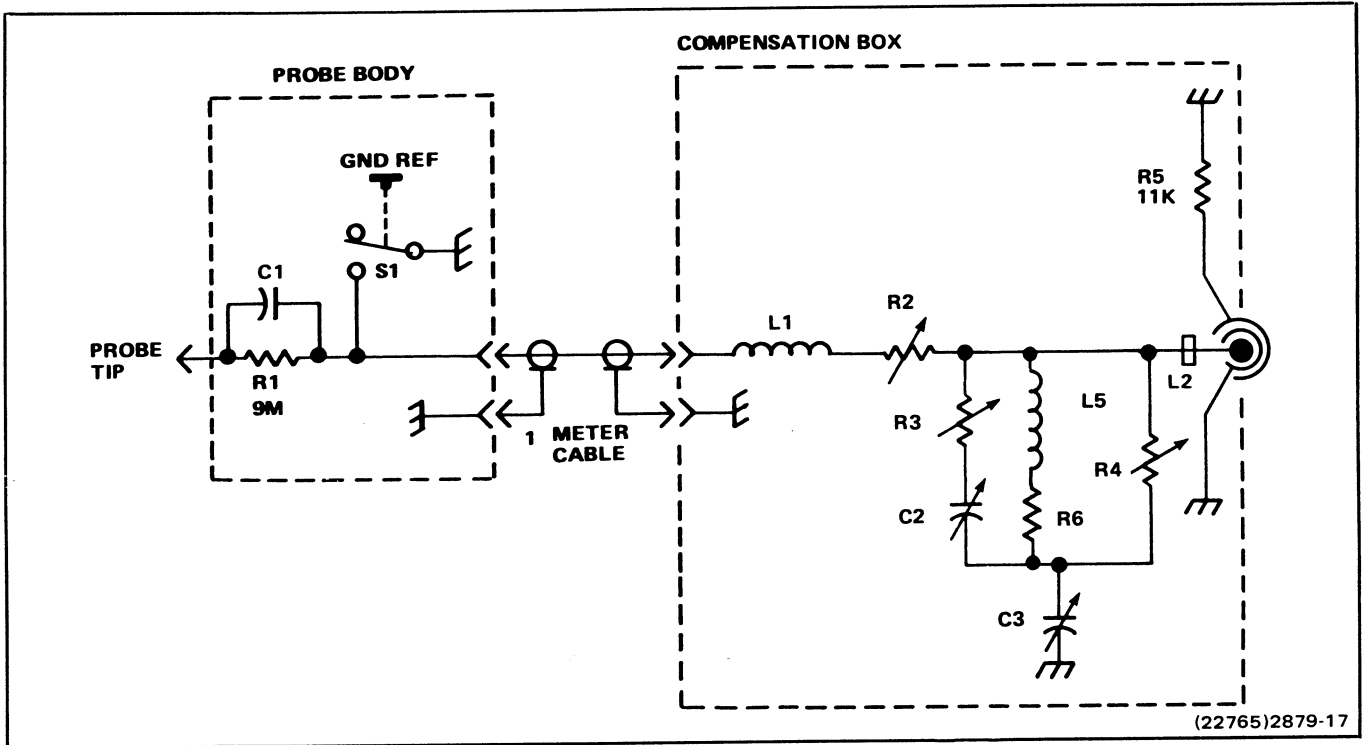 COMPENSATION BOX
PROBE BODY
GND REF
S1
C1
PROBE
TIP
R1
9M
1 METER
CABLE
L1
R2
R3
C2
L5
R6
R4
L2
C3
R5
11K
(22765)2879-17